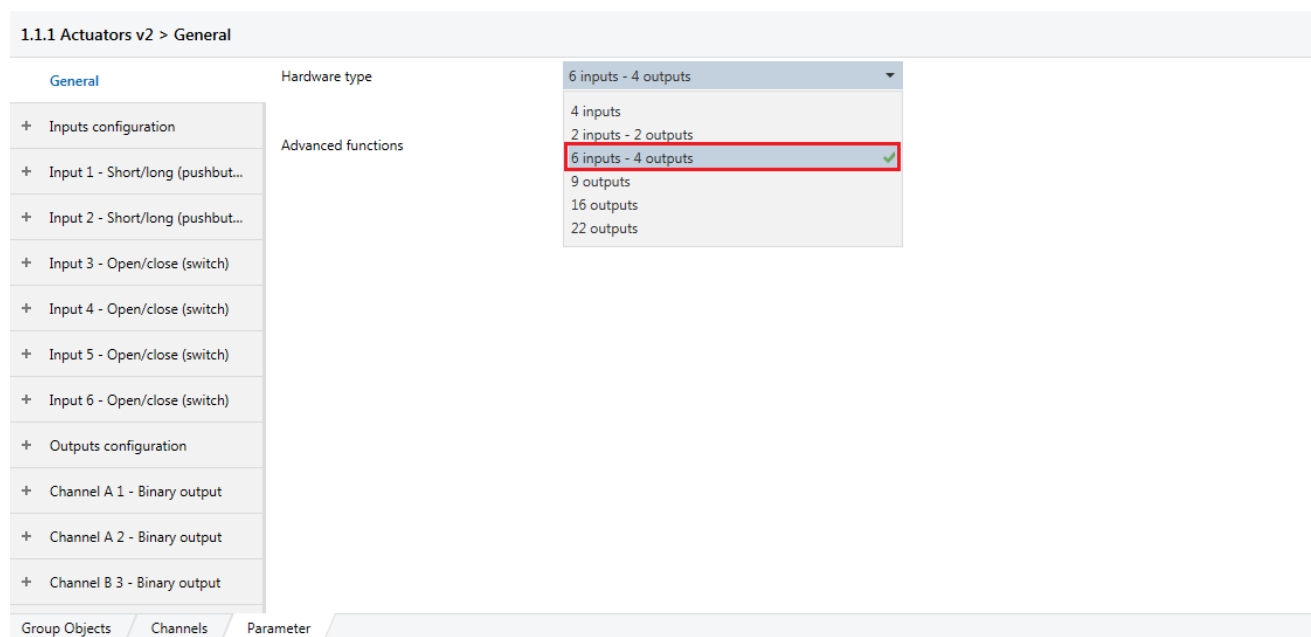 1.1.1 Actuators v2 > General
General
+ Inputs configuration
+ Input 1 - Short/long (pushbut...
+ Input 2 - Short/long (pushbut...
+ Input 3 - Open/close (switch)
+ Input 4 - Open/close (switch)
+ Input 5 - Open/close (switch)
+ Input 6 - Open/close (switch)
+ Outputs configuration
+ Channel A 1 - Binary output
+ Channel A 2 - Binary output
+ Channel B 3 - Binary output
Hardware type
6 inputs - 4 outputs
4 inputs
2 inputs - 2 outputs
6 inputs - 4 outputs
9 outputs
16 outputs
22 outputs
Advanced functions
Group Objects
Channels
Parameter